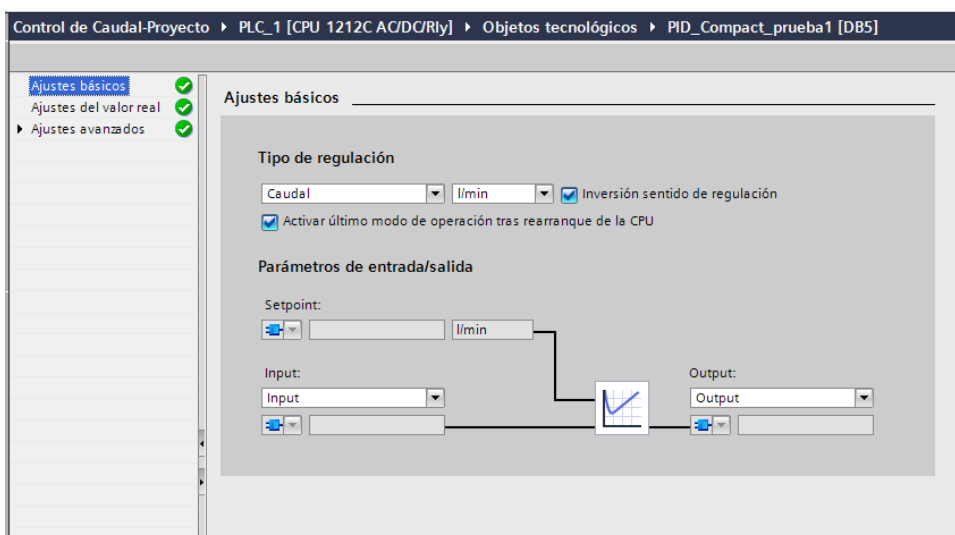 Control de Caudal-Proyecto ▸ PLC_1 [CPU 1212C AC/DC/Rly] ▸ Objetos tecnológicos ▸ PID_Compact_prueba1 [DB5]
Ajustes básicos
Ajustes del valor real
Ajustes avanzados
Ajustes básicos
Tipo de regulación
Caudal l/min Inversión sentido de regulación
Activar último modo de operación tras rearranque de la CPU
Parámetros de entrada/salida
Setpoint:
l/min
Input: Output:
Input Output